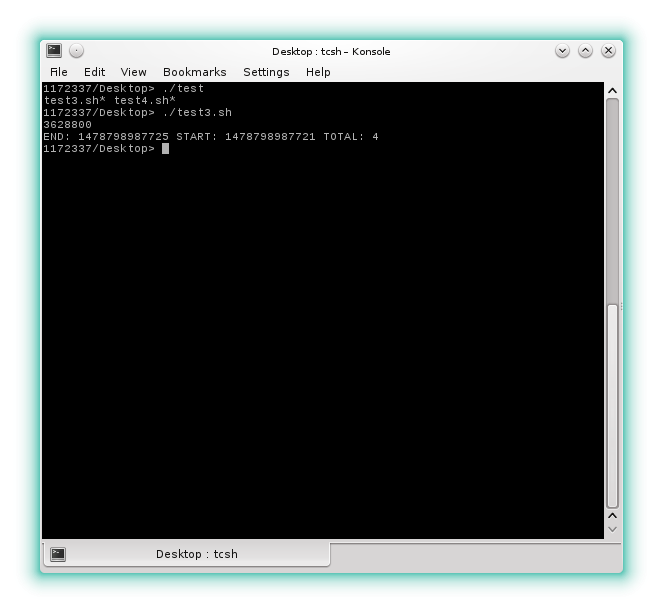 Desktop : tcsh – Konsole
File Edit View Bookmarks Settings Help
1172337/Desktop> ./test
test3.sh* test4.sh*
1172337/Desktop> ./test3.sh
3628800
END: 1478798987725 START: 1478798987721 TOTAL: 4
1172337/Desktop>
Desktop : tcsh